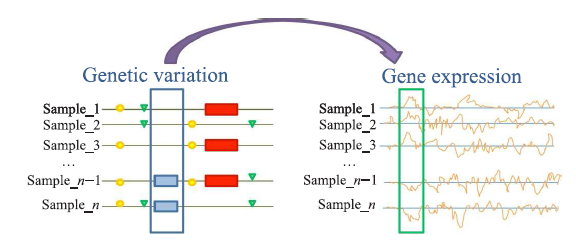 Genetic variation
Gene expression
Sample_1
Sample_2
Sample_3
...
Sample_n−1
Sample_n
Sample_1
Sample_2
Sample_3
...
Sample_n−1
Sample_n